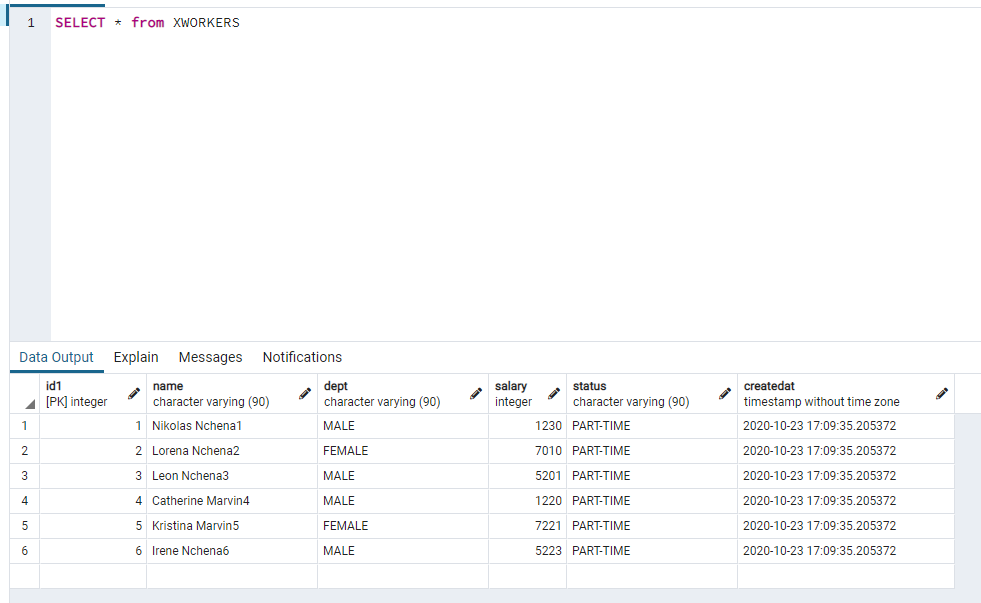 1 SELECT * from XWORKERS
Data Output Explain Messages Notifications
id1 name dept salary status createdat
[PK] integer character varying (90) character varying (90) integer character varying (90) timestamp without time zone
1 1 Nikolas Nchena1 MALE 1230 PART-TIME 2020-10-23 17:09:35.205372
2 2 Lorena Nchena2 FEMALE 7010 PART-TIME 2020-10-23 17:09:35.205372
3 3 Leon Nchena3 MALE 5201 PART-TIME 2020-10-23 17:09:35.205372
4 4 Catherine Marvin4 MALE 1220 PART-TIME 2020-10-23 17:09:35.205372
5 5 Kristina Marvin5 FEMALE 7221 PART-TIME 2020-10-23 17:09:35.205372
6 6 Irene Nchena6 MALE 5223 PART-TIME 2020-10-23 17:09:35.205372